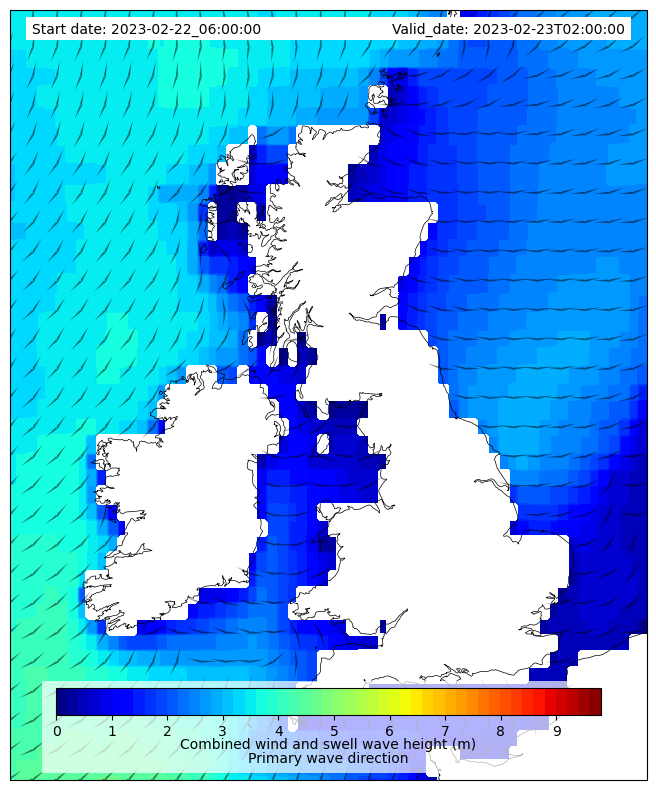 Start date: 2023-02-22_06:00:00 Valid_date: 2023-02-23T02:00:00
0 1 2 3 4 5 6 7 8 9
Combined wind and swell wave height (m)
Primary wave direction